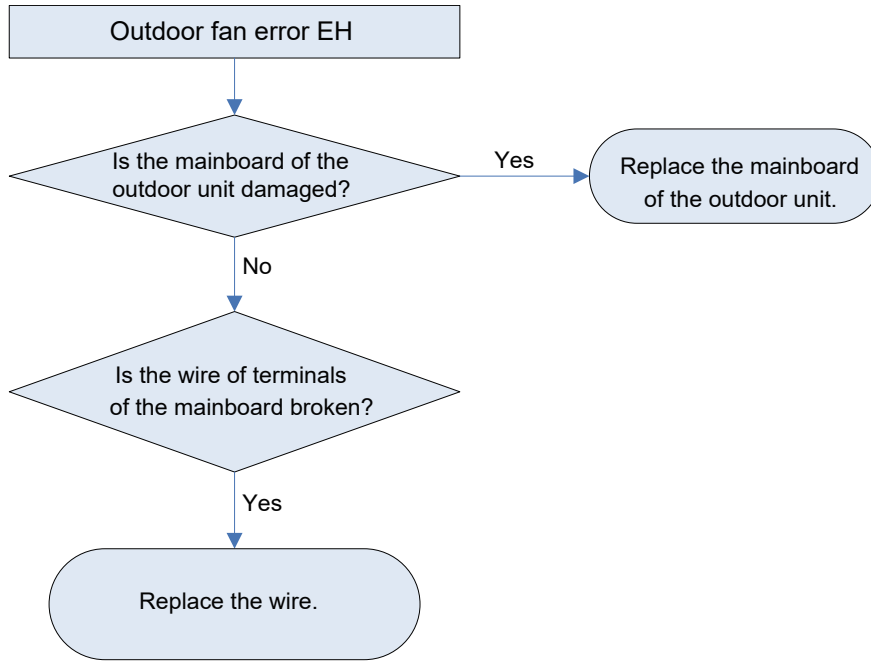 Outdoor fan error EH
Is the mainboard of the
outdoor unit damaged?
Yes
Replace the mainboard
of the outdoor unit.
No
Is the wire of terminals
of the mainboard broken?
Yes
Replace the wire.